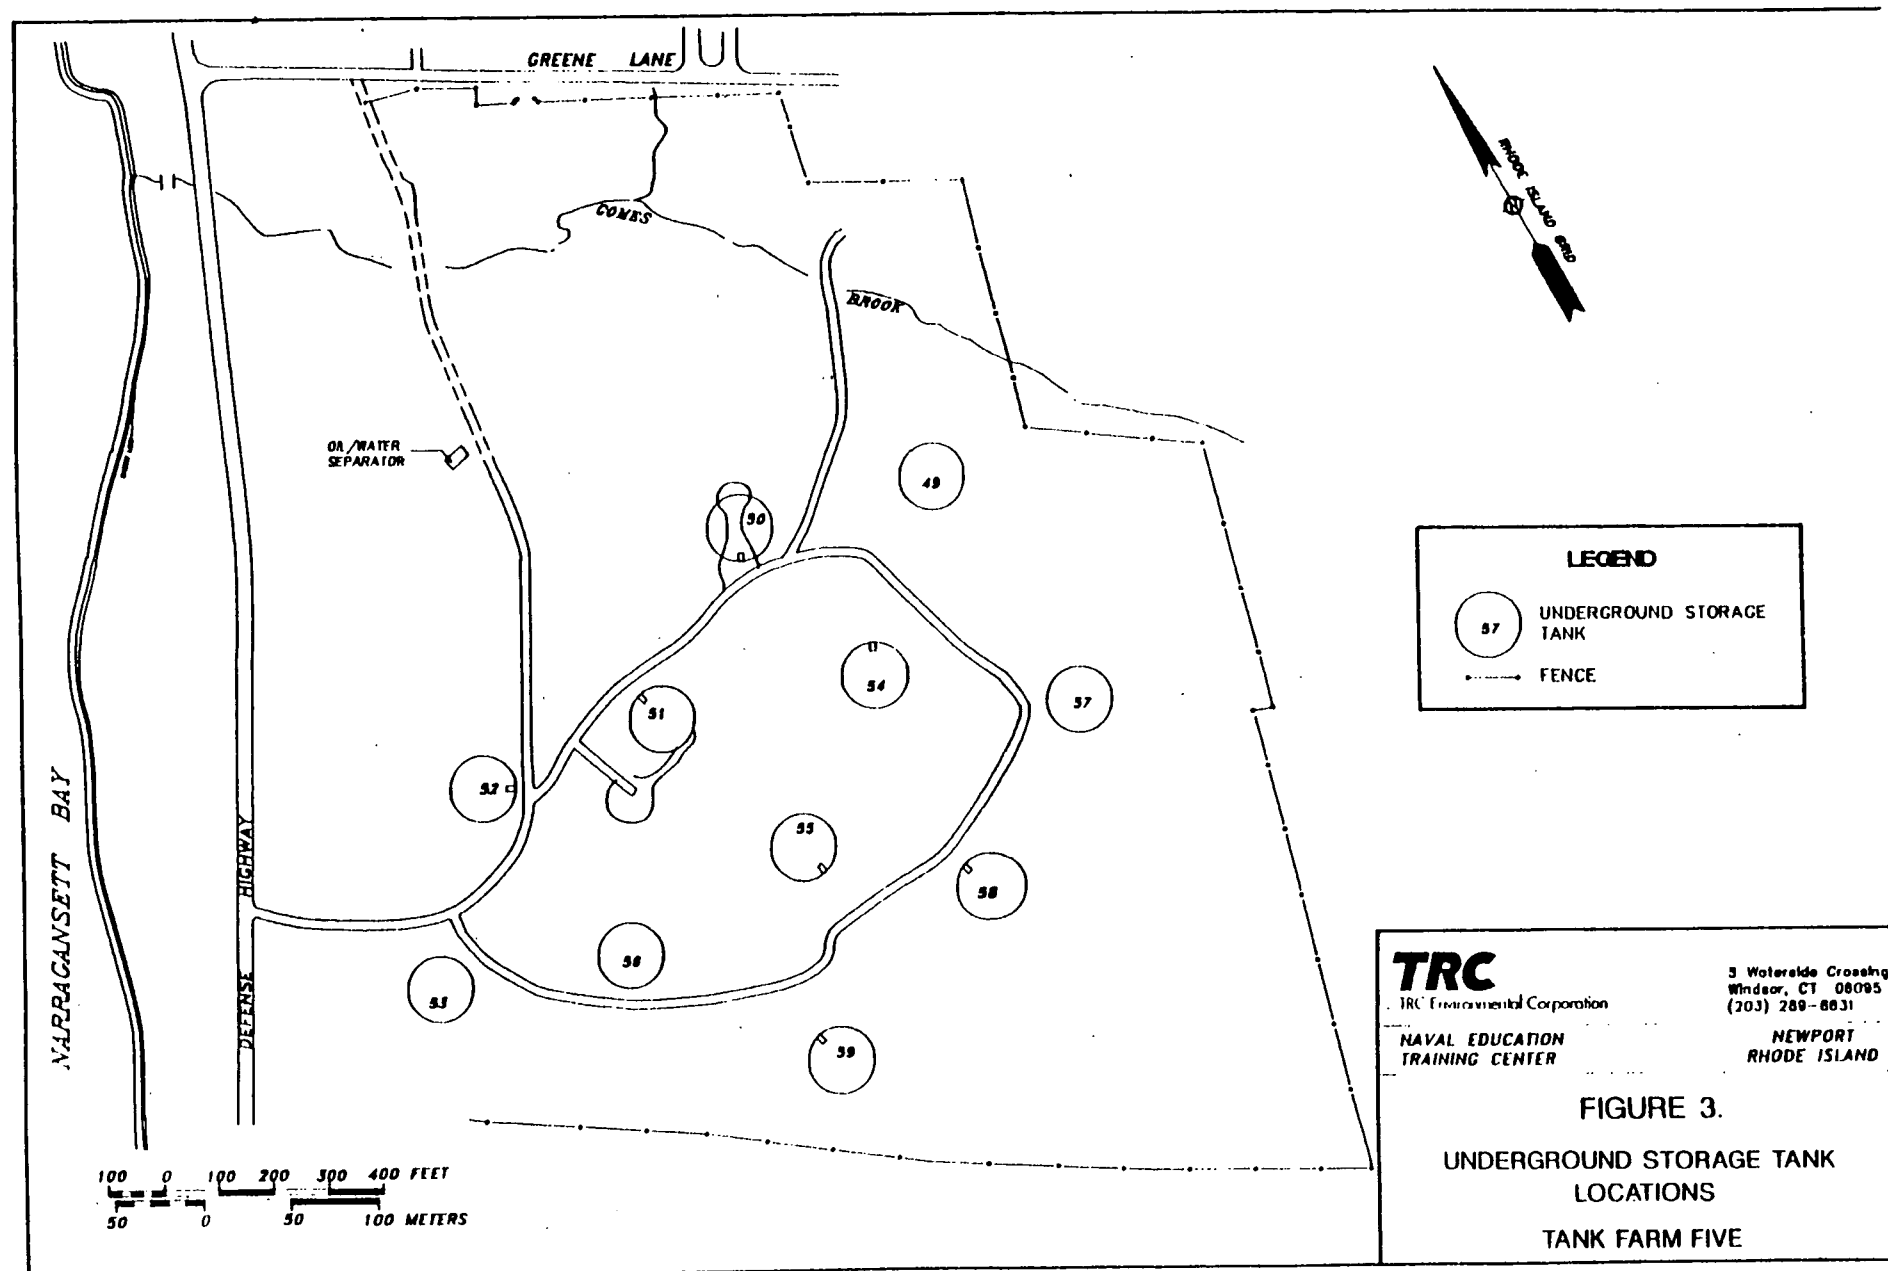 GREENE LANE
COMES
BROOK
RHODE ISLAND GRID
OIL/WATER
SEPARATOR
49
50
LEGEND
57
UNDERGROUND STORAGE
TANK
FENCE
54
57
51
52
55
58
56
53
59
NARRAGANSETT BAY
DEFENSE HIGHWAY
TRC
TRC Environmental Corporation
5 Waterside Crossing
Windsor, CT 06095
(203) 289-8631
NAVAL EDUCATION
TRAINING CENTER
NEWPORT
RHODE ISLAND
FIGURE 3.
UNDERGROUND STORAGE TANK
LOCATIONS
TANK FARM FIVE
100 0 100 200 300 400 FEET
50 0 50 100 METERS